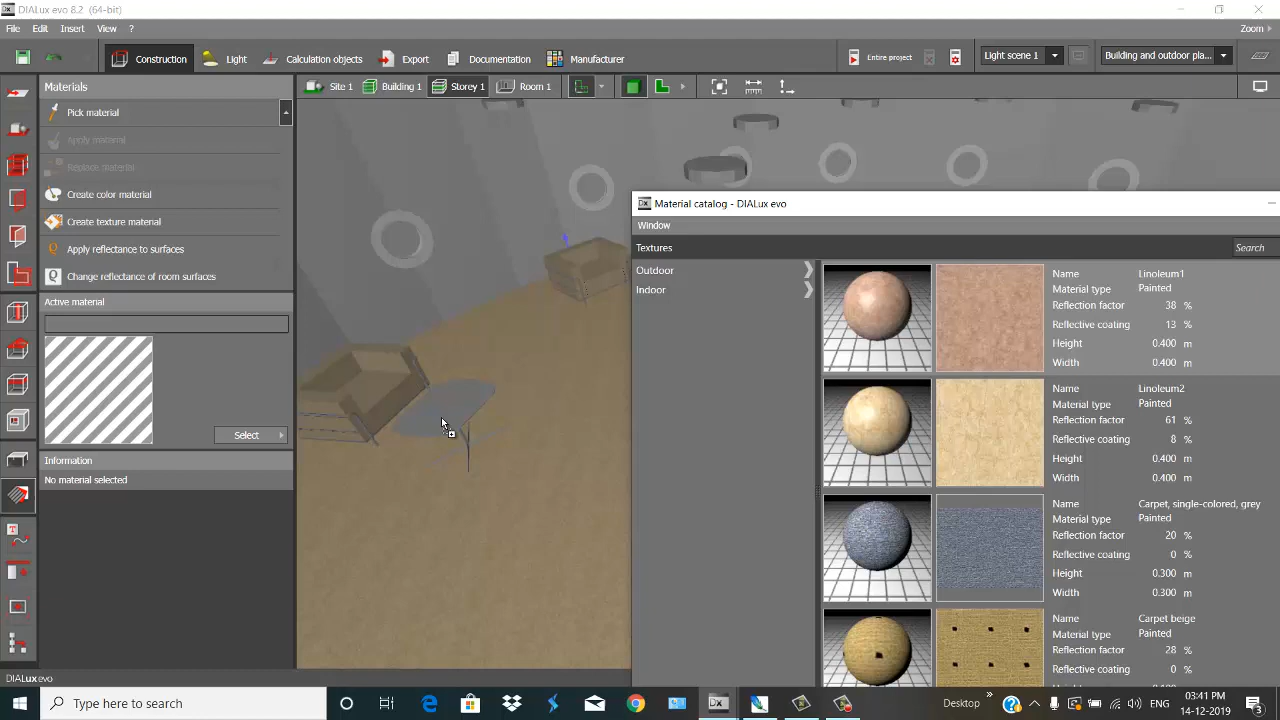 DIALux evo 8.2 (64-bit)
File Edit Insert View ? Zoom
Construction Light Calculation objects Export Documentation Manufacturer Entire project Light scene 1 Building and outdoor pla...
Materials Site 1 Building 1 Storey 1 Room 1
Pick material
Apply material
Replace material
Create color material
Create texture material
Apply reflectance to surfaces
Change reflectance of room surfaces
Active material
Select
Information
No material selected
DIALux evo
Material catalog - DIALux evo
Window
Textures Search
Outdoor
Indoor
Name Linoleum1
Material type Painted
Reflection factor 38 %
Reflective coating 13 %
Height 0.400 m
Width 0.400 m
Name Linoleum2
Material type Painted
Reflection factor 61 %
Reflective coating 8 %
Height 0.400 m
Width 0.400 m
Name Carpet, single-colored, grey
Material type Painted
Reflection factor 20 %
Reflective coating 0 %
Height 0.300 m
Width 0.300 m
Name Carpet beige
Material type Painted
Reflection factor 28 %
Reflective coating 0 %
Type here to search Desktop ENG 03:41 PM
14-12-2019